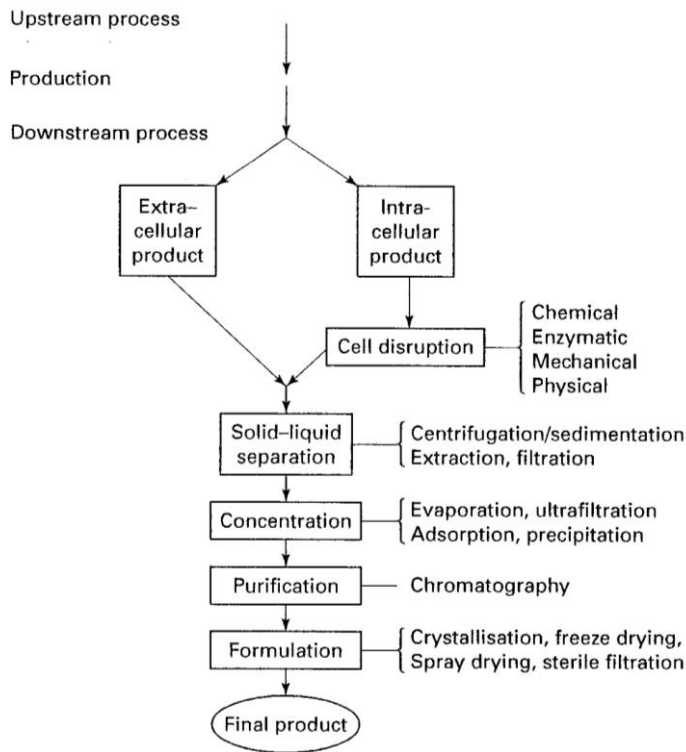 Upstream process
Production
Downstream process
Extra–
cellular
product
Intra-
cellular
product
Cell disruption
Chemical
Enzymatic
Mechanical
Physical
Solid–liquid
separation
Centrifugation/sedimentation
Extraction, filtration
Concentration
Evaporation, ultrafiltration
Adsorption, precipitation
Purification
Chromatography
Formulation
Crystallisation, freeze drying,
Spray drying, sterile filtration
Final product